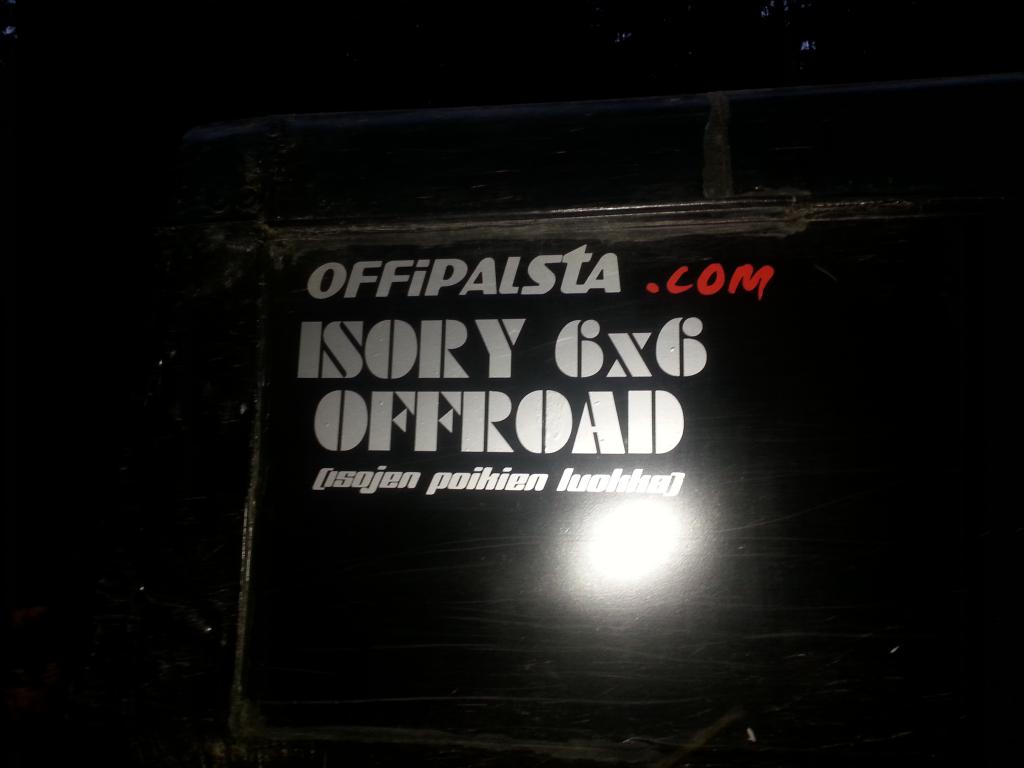 OFFiPALSTA .COM
ISORY 6x6
OFFROAD
(isojen poikien luokka)